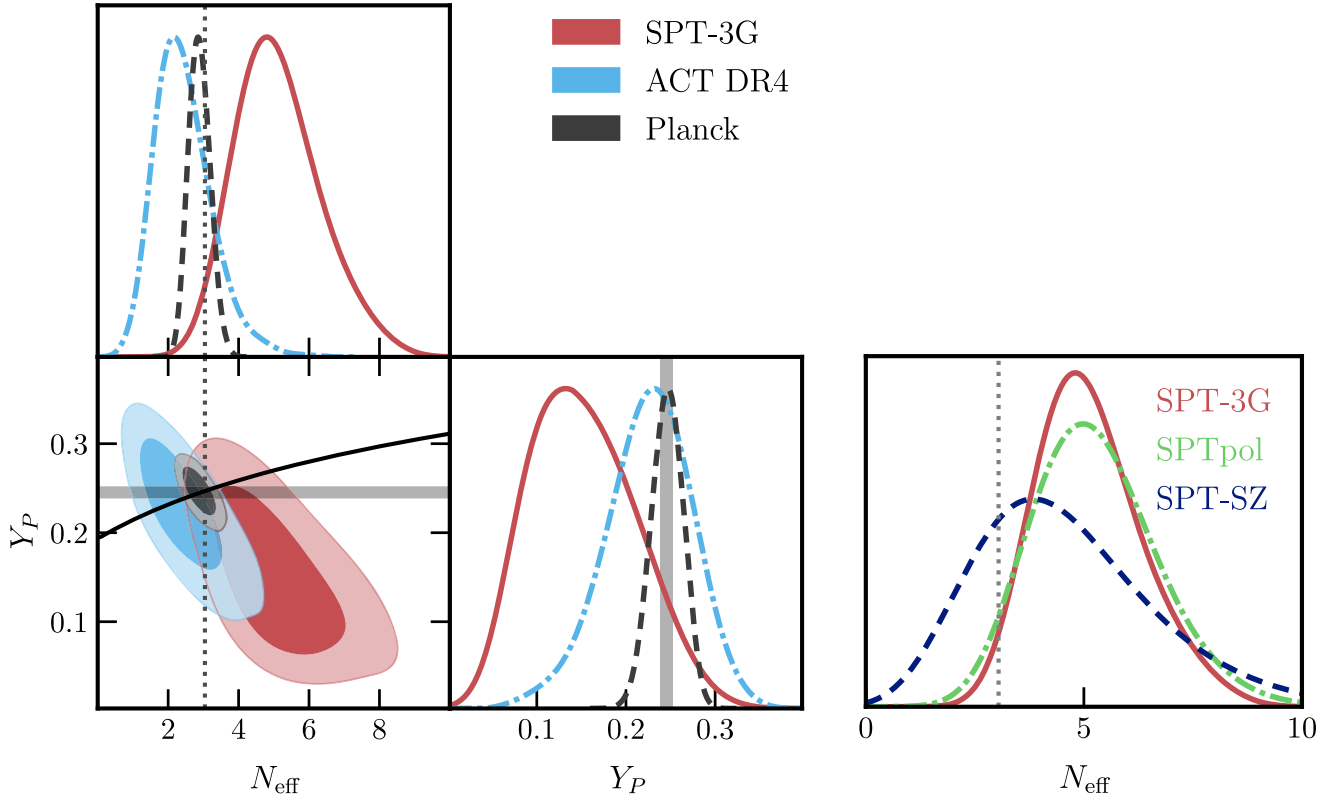 SPT-3G
ACT DR4
Planck
0.3
0.2
0.1
Y_P
2 4 6 8
N_eff
0.1 0.2 0.3
Y_P
SPT-3G
SPTpol
SPT-SZ
0 5 10
N_eff